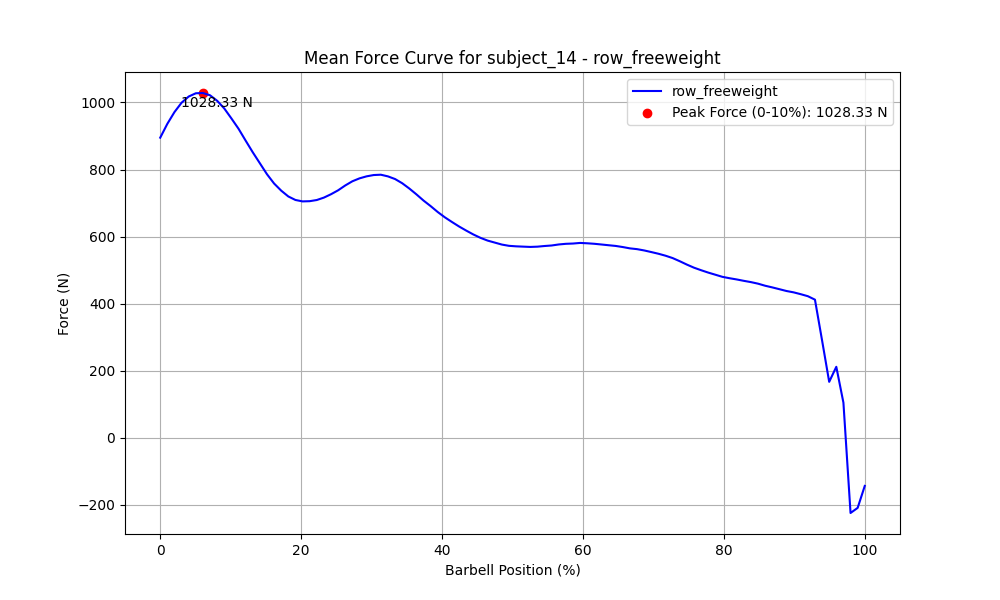 Mean Force Curve for subject_14 - row_freeweight
row_freeweight
Peak Force (0-10%): 1028.33 N
1028.33 N
Force (N)
1000
800
600
400
200
0
−200
0 20 40 60 80 100
Barbell Position (%)